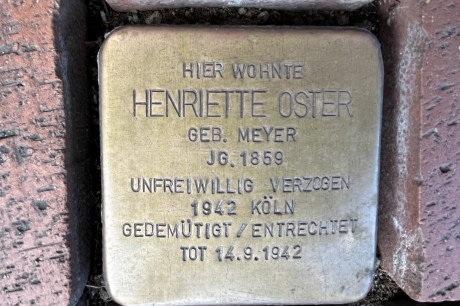 HIER WOHNTE
HENRIETTE OSTER
GEB. MEYER
JG. 1859
UNFREIWILLIG VERZOGEN
1942 KÖLN
GEDEMÜTIGT / ENTRECHTET
TOT 14.9.1942